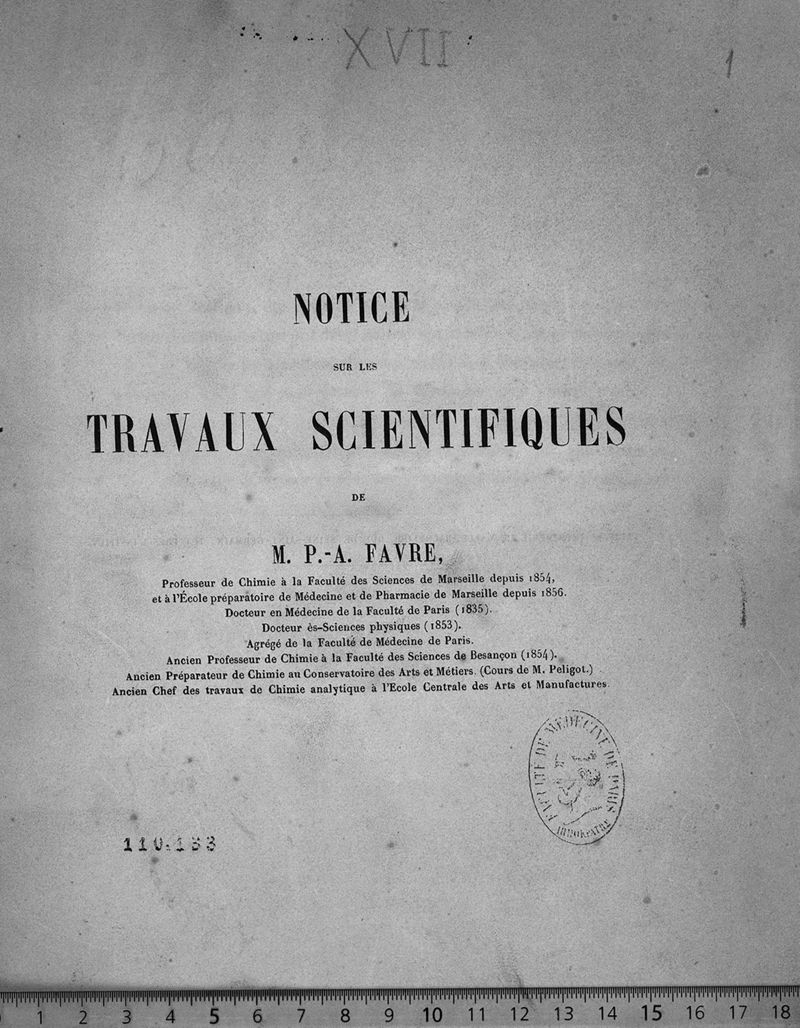 XVII
1
NOTICE
SUR LES
TRAVAUX SCIENTIFIQUES
DE
M. P.-A. FAVRE,
Professeur de Chimie à la Faculté des Sciences de Marseille depuis 1854,
et à l'École préparatoire de Médecine et de Pharmacie de Marseille depuis 1856.
Docteur en Médecine de la Faculté de Paris (1835).
Docteur ès-Sciences physiques (1853).
Agrégé de la Faculté de Médecine de Paris.
Ancien Professeur de Chimie à la Faculté des Sciences de Besançon (1854).
Ancien Préparateur de Chimie au Conservatoire des Arts et Métiers. (Cours de M. Peligot.)
Ancien Chef des travaux de Chimie analytique à l'Ecole Centrale des Arts et Manufactures.
FACULTÉ DE MÉDECINE DE PARIS
110.133
1 2 3 4 5 6 7 8 9 10 11 12 13 14 15 16 17 18